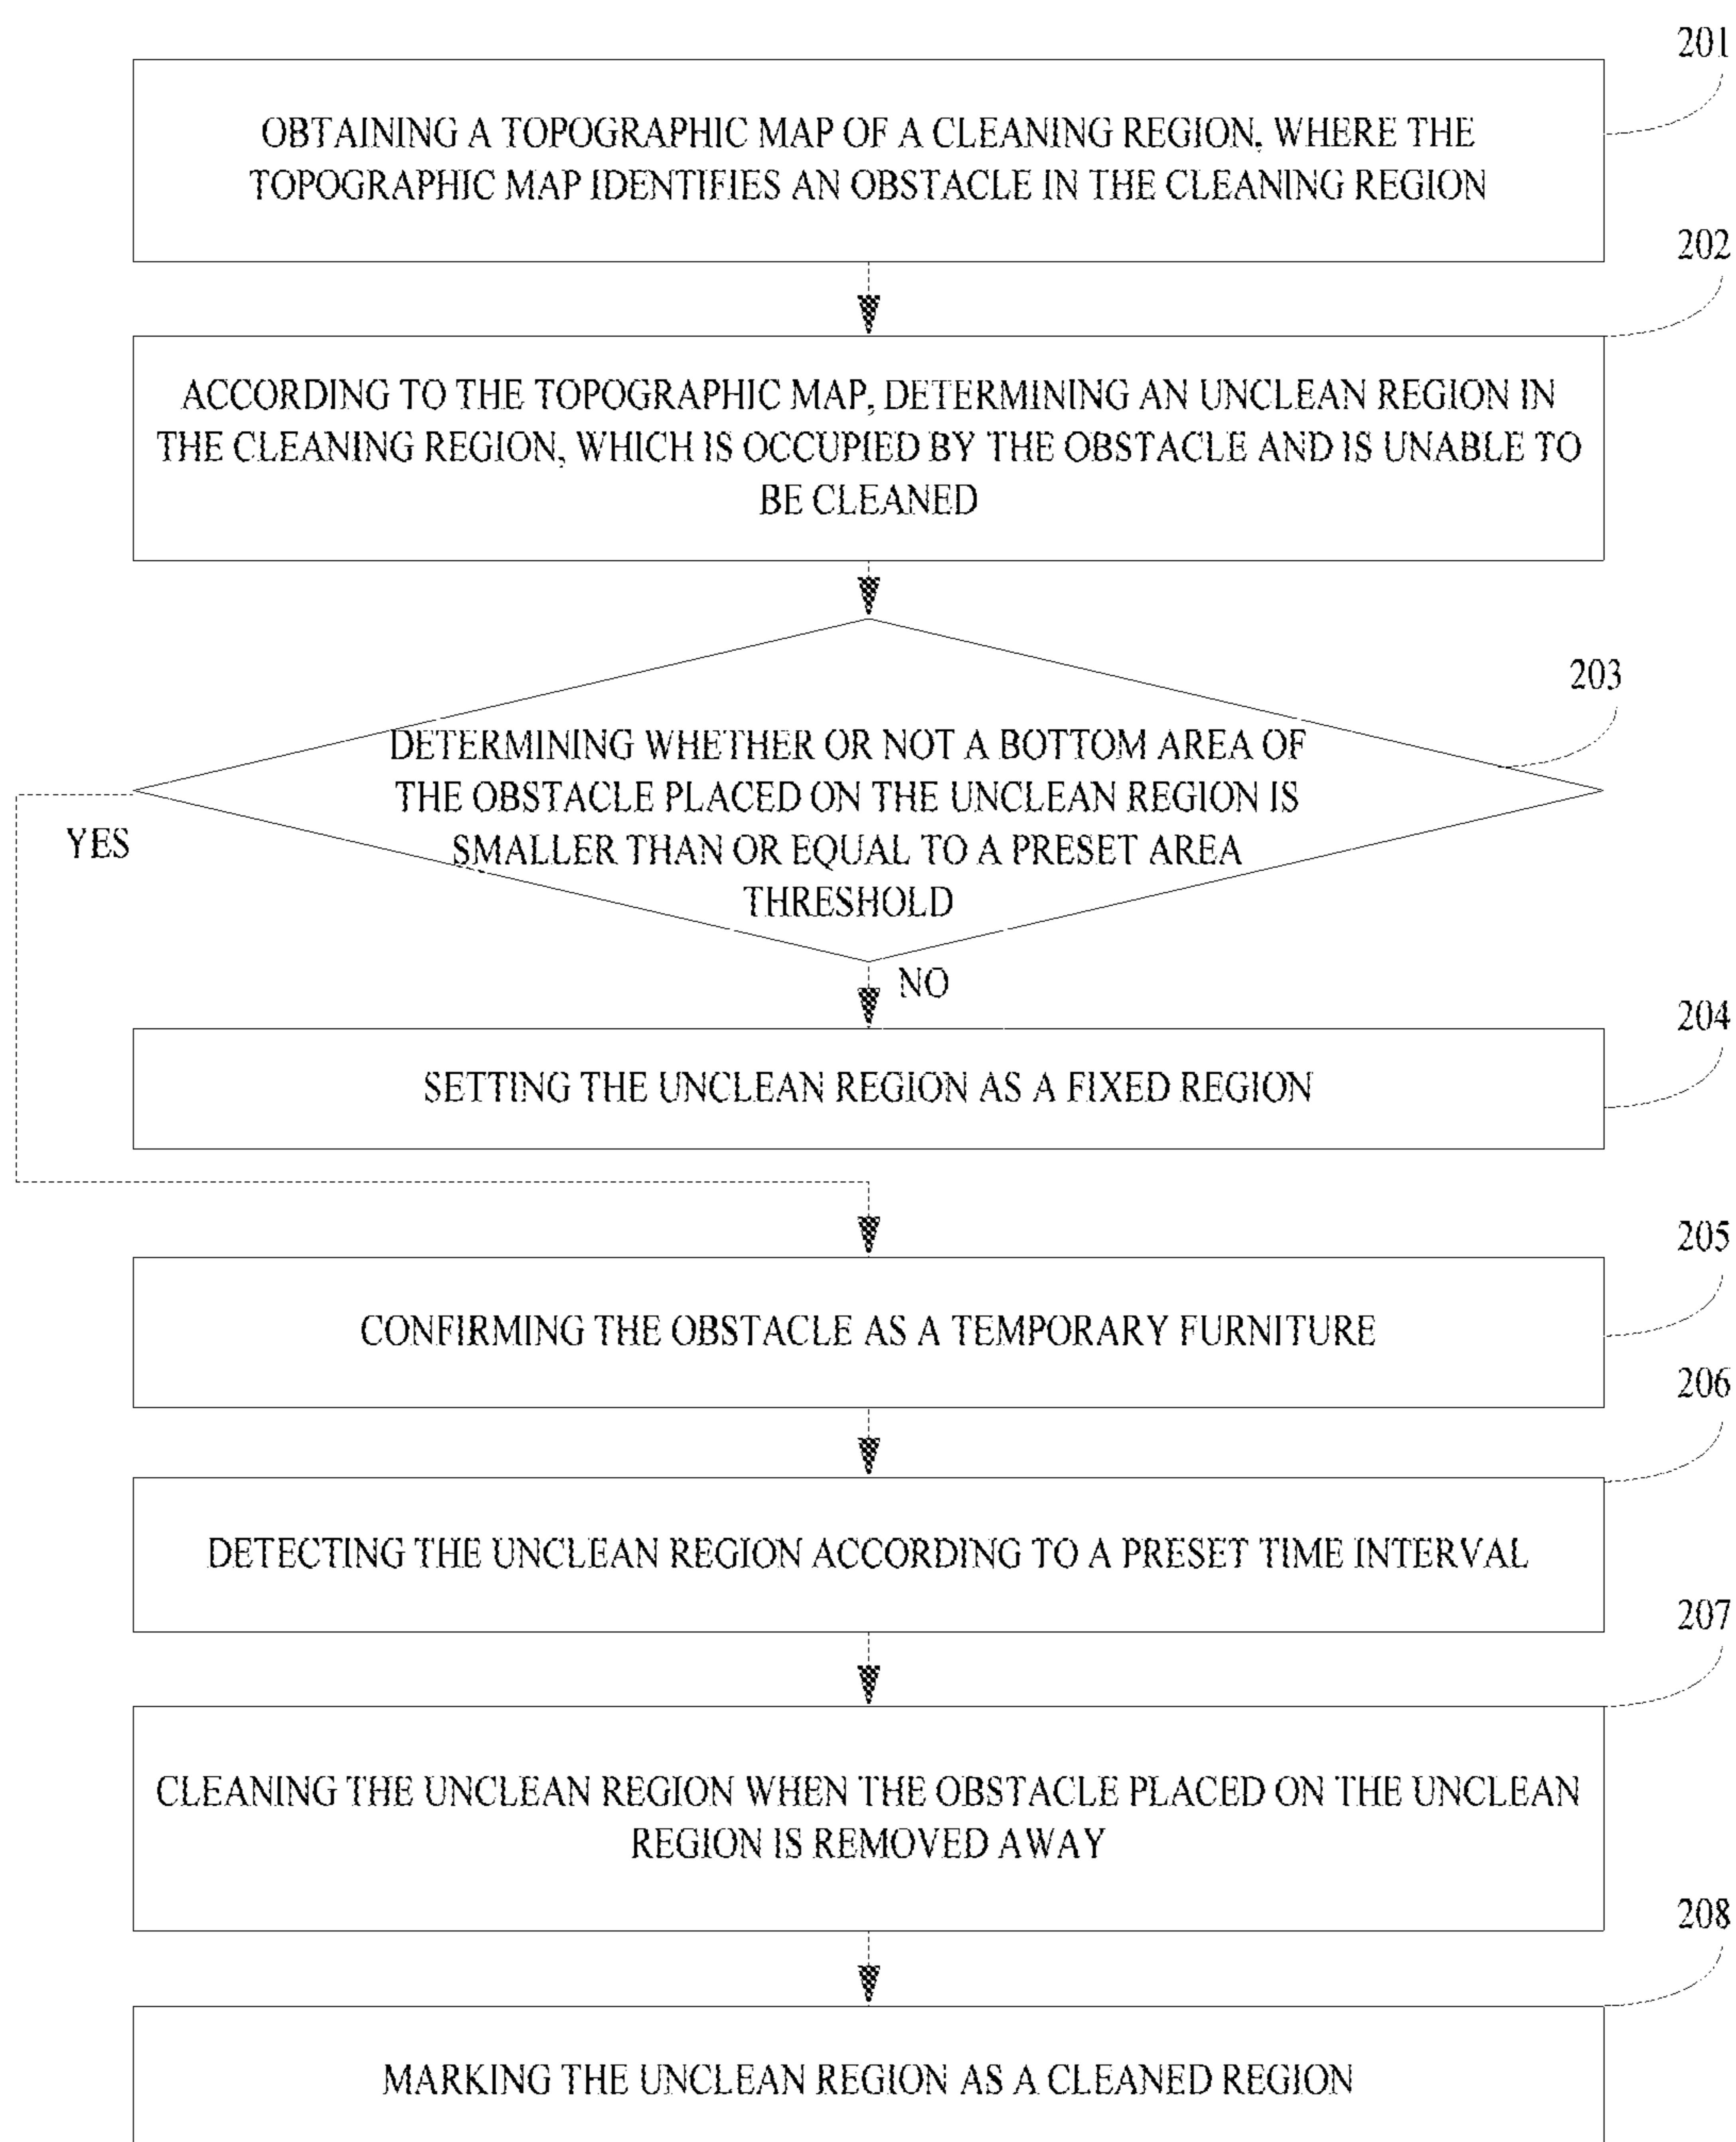 201
OBTAINING A TOPOGRAPHIC MAP OF A CLEANING REGION, WHERE THE
TOPOGRAPHIC MAP IDENTIFIES AN OBSTACLE IN THE CLEANING REGION
202
ACCORDING TO THE TOPOGRAPHIC MAP, DETERMINING AN UNCLEAN REGION IN
THE CLEANING REGION, WHICH IS OCCUPIED BY THE OBSTACLE AND IS UNABLE TO
BE CLEANED
203
DETERMINING WHETHER OR NOT A BOTTOM AREA OF
THE OBSTACLE PLACED ON THE UNCLEAN REGION IS
SMALLER THAN OR EQUAL TO A PRESET AREA
THRESHOLD
YES
NO
204
SETTING THE UNCLEAN REGION AS A FIXED REGION
205
CONFIRMING THE OBSTACLE AS A TEMPORARY FURNITURE
206
DETECTING THE UNCLEAN REGION ACCORDING TO A PRESET TIME INTERVAL
207
CLEANING THE UNCLEAN REGION WHEN THE OBSTACLE PLACED ON THE UNCLEAN
REGION IS REMOVED AWAY
208
MARKING THE UNCLEAN REGION AS A CLEANED REGION